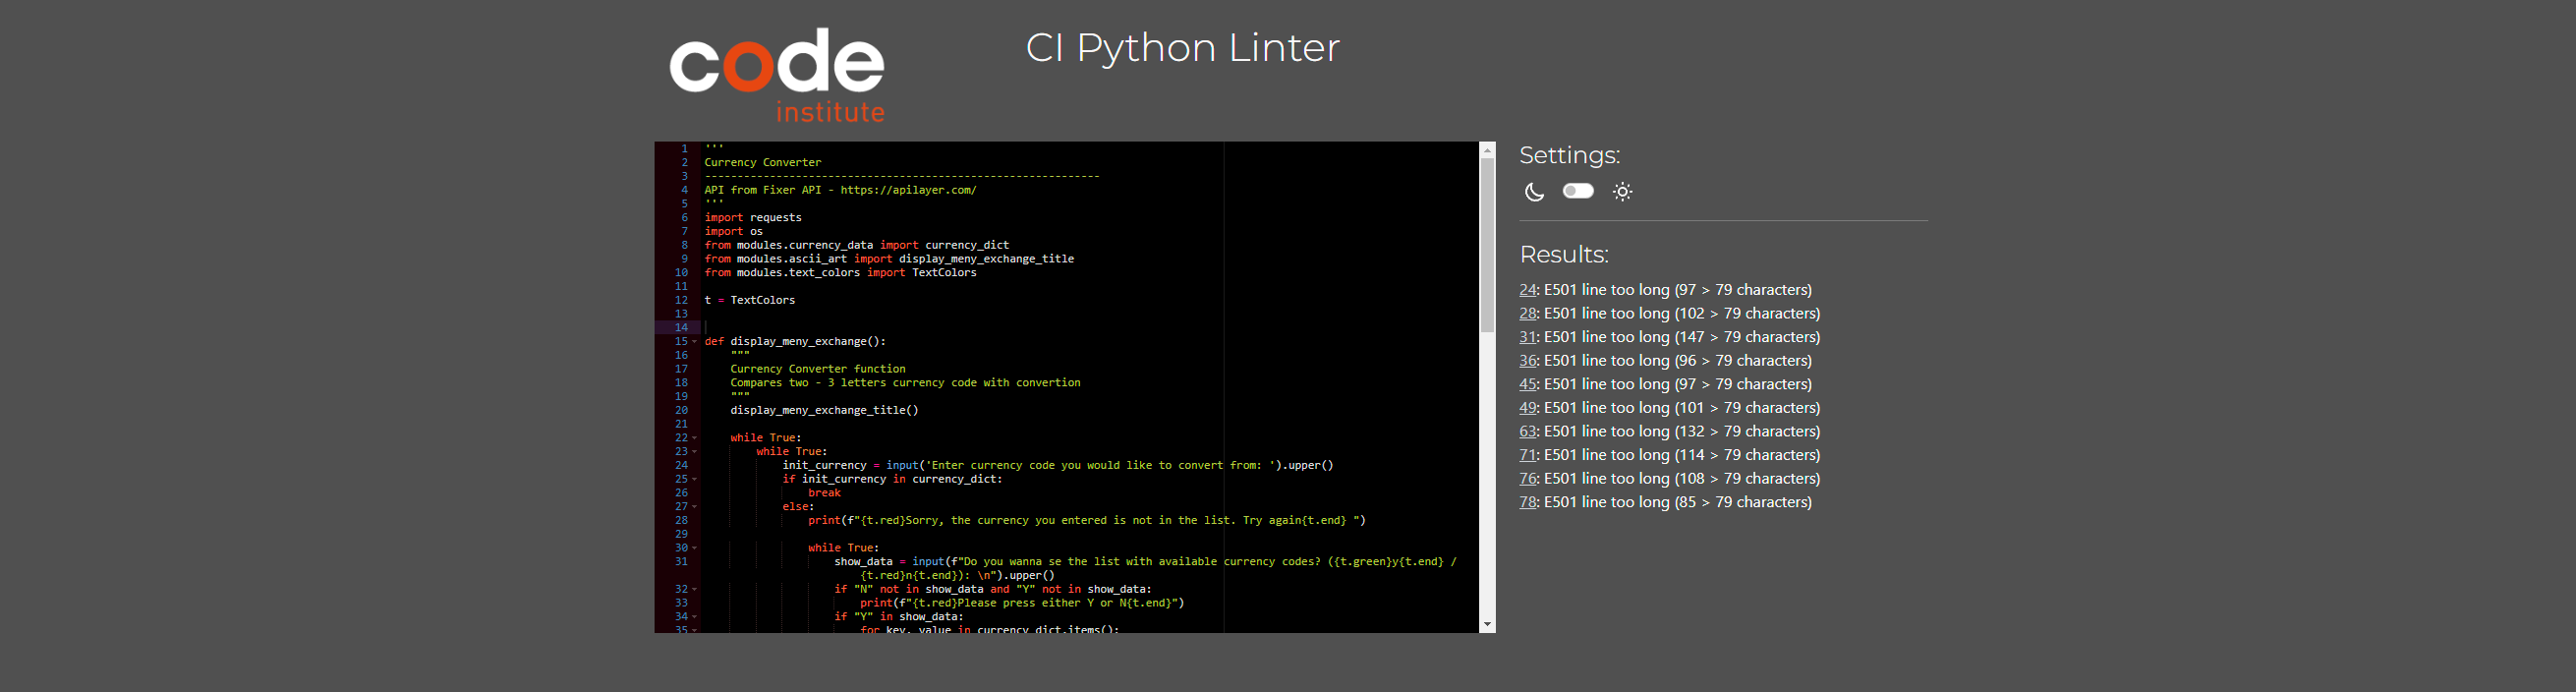 code
institute
CI Python Linter
1 '''
2 Currency Converter
3 -------------------------------------------------------------
4 API from Fixer API - https://apilayer.com/
5 '''
6 import requests
7 import os
8 from modules.currency_data import currency_dict
9 from modules.ascii_art import display_meny_exchange_title
10 from modules.text_colors import TextColors
11
12 t = TextColors
13
14
15 def display_meny_exchange():
16 """
17 Currency Converter function
18 Compares two - 3 letters currency code with convertion
19 """
20 display_meny_exchange_title()
21
22 while True:
23 while True:
24 init_currency = input('Enter currency code you would like to convert from: ').upper()
25 if init_currency in currency_dict:
26 break
27 else:
28 print(f"{t.red}Sorry, the currency you entered is not in the list. Try again{t.end} ")
29
30 while True:
31 show_data = input(f"Do you wanna se the list with available currency codes? ({t.green}y{t.end} /
{t.red}n{t.end}): \n").upper()
32 if "N" not in show_data and "Y" not in show_data:
33 print(f"{t.red}Please press either Y or N{t.end}")
34 if "Y" in show_data:
35 for key, value in currency_dict.items():
Settings:
Results:
24: E501 line too long (97 > 79 characters)
28: E501 line too long (102 > 79 characters)
31: E501 line too long (147 > 79 characters)
36: E501 line too long (96 > 79 characters)
45: E501 line too long (97 > 79 characters)
49: E501 line too long (101 > 79 characters)
63: E501 line too long (132 > 79 characters)
71: E501 line too long (114 > 79 characters)
76: E501 line too long (108 > 79 characters)
78: E501 line too long (85 > 79 characters)